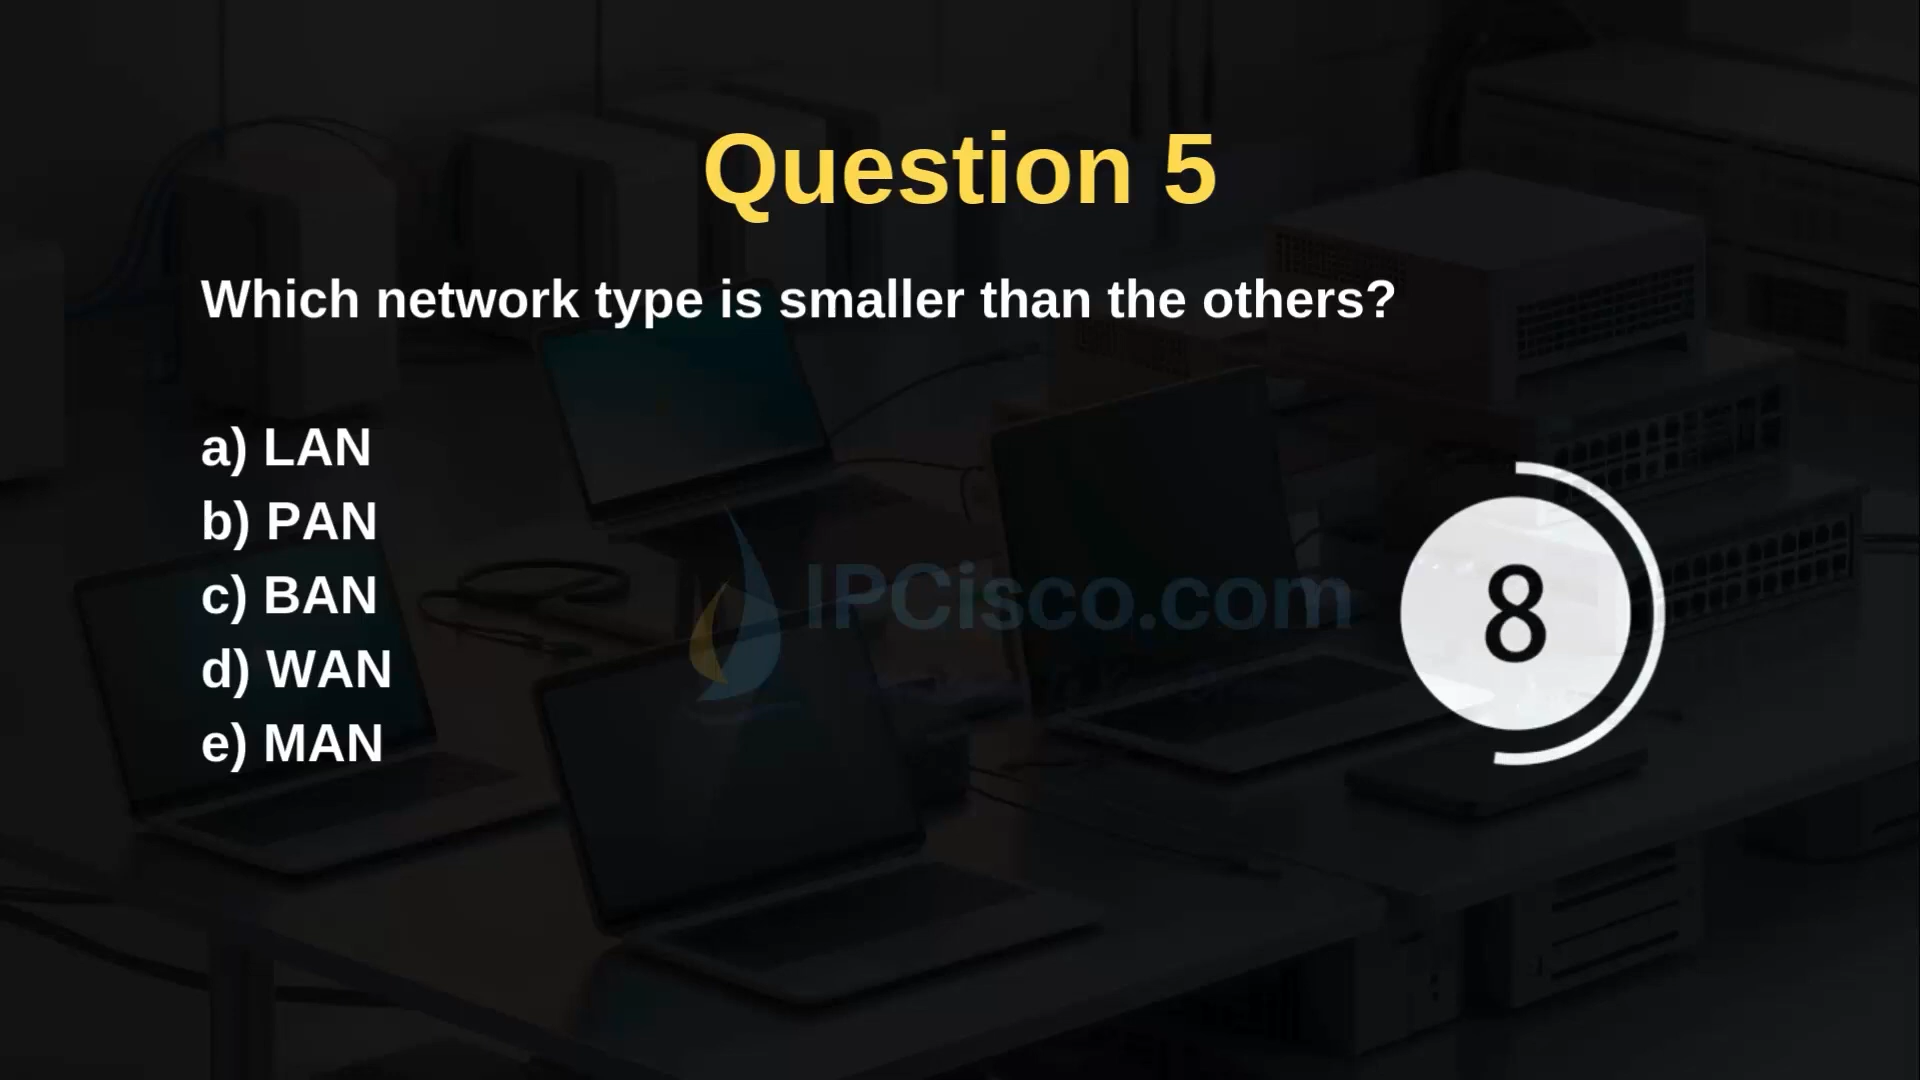 Question 5
Which network type is smaller than the others?
a) LAN
b) PAN
c) BAN
d) WAN
e) MAN
IPCisco.com
8